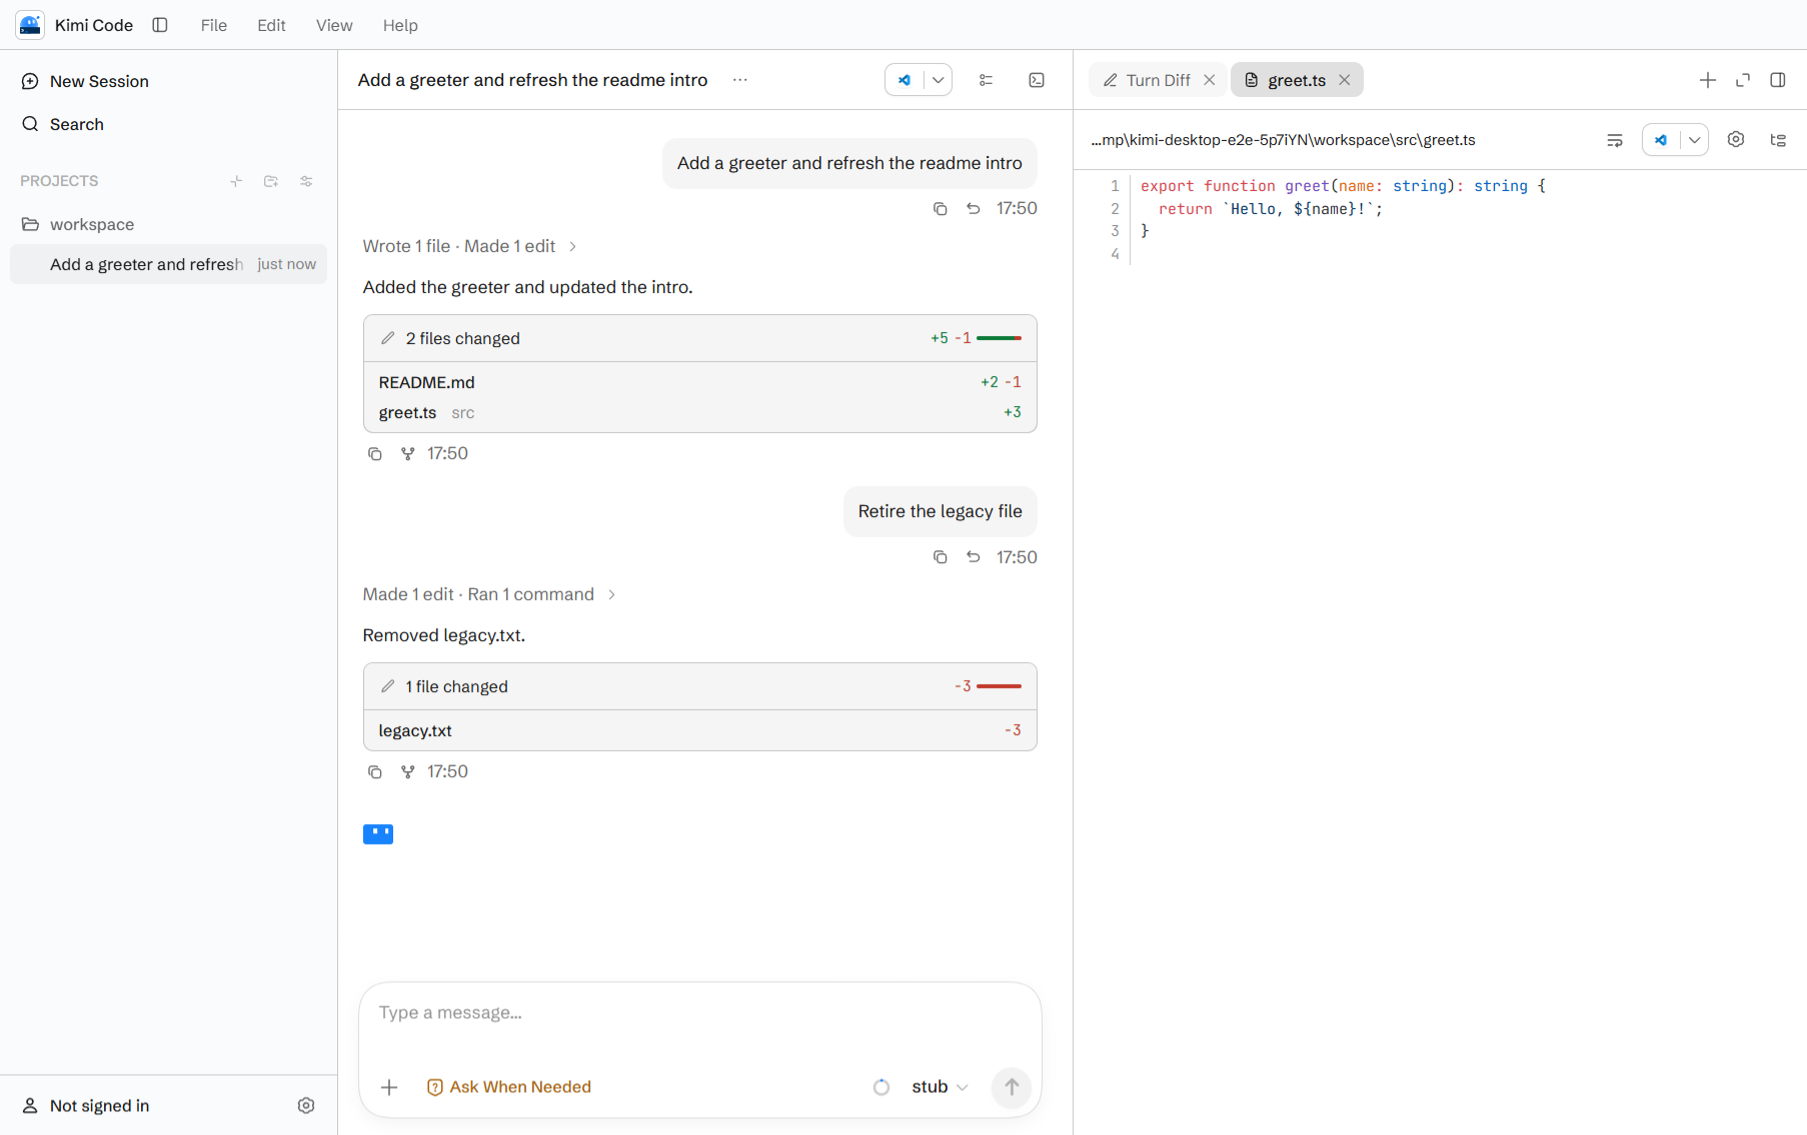 Kimi Code
File
Edit
View
Help
New Session
Search
PROJECTS
workspace
Add a greeter and refresh just now
Not signed in
Add a greeter and refresh the readme intro
Add a greeter and refresh the readme intro
17:50
Wrote 1 file · Made 1 edit
Added the greeter and updated the intro.
2 files changed +5 -1
README.md +2 -1
greet.ts src +3
17:50
Retire the legacy file
17:50
Made 1 edit · Ran 1 command
Removed legacy.txt.
1 file changed -3
legacy.txt -3
17:50
Type a message...
Ask When Needed
stub
Turn Diff
greet.ts
...mp\kimi-desktop-e2e-5p7iYN\workspace\src\greet.ts
1 export function greet(name: string): string {
2   return `Hello, ${name}!`;
3 }
4